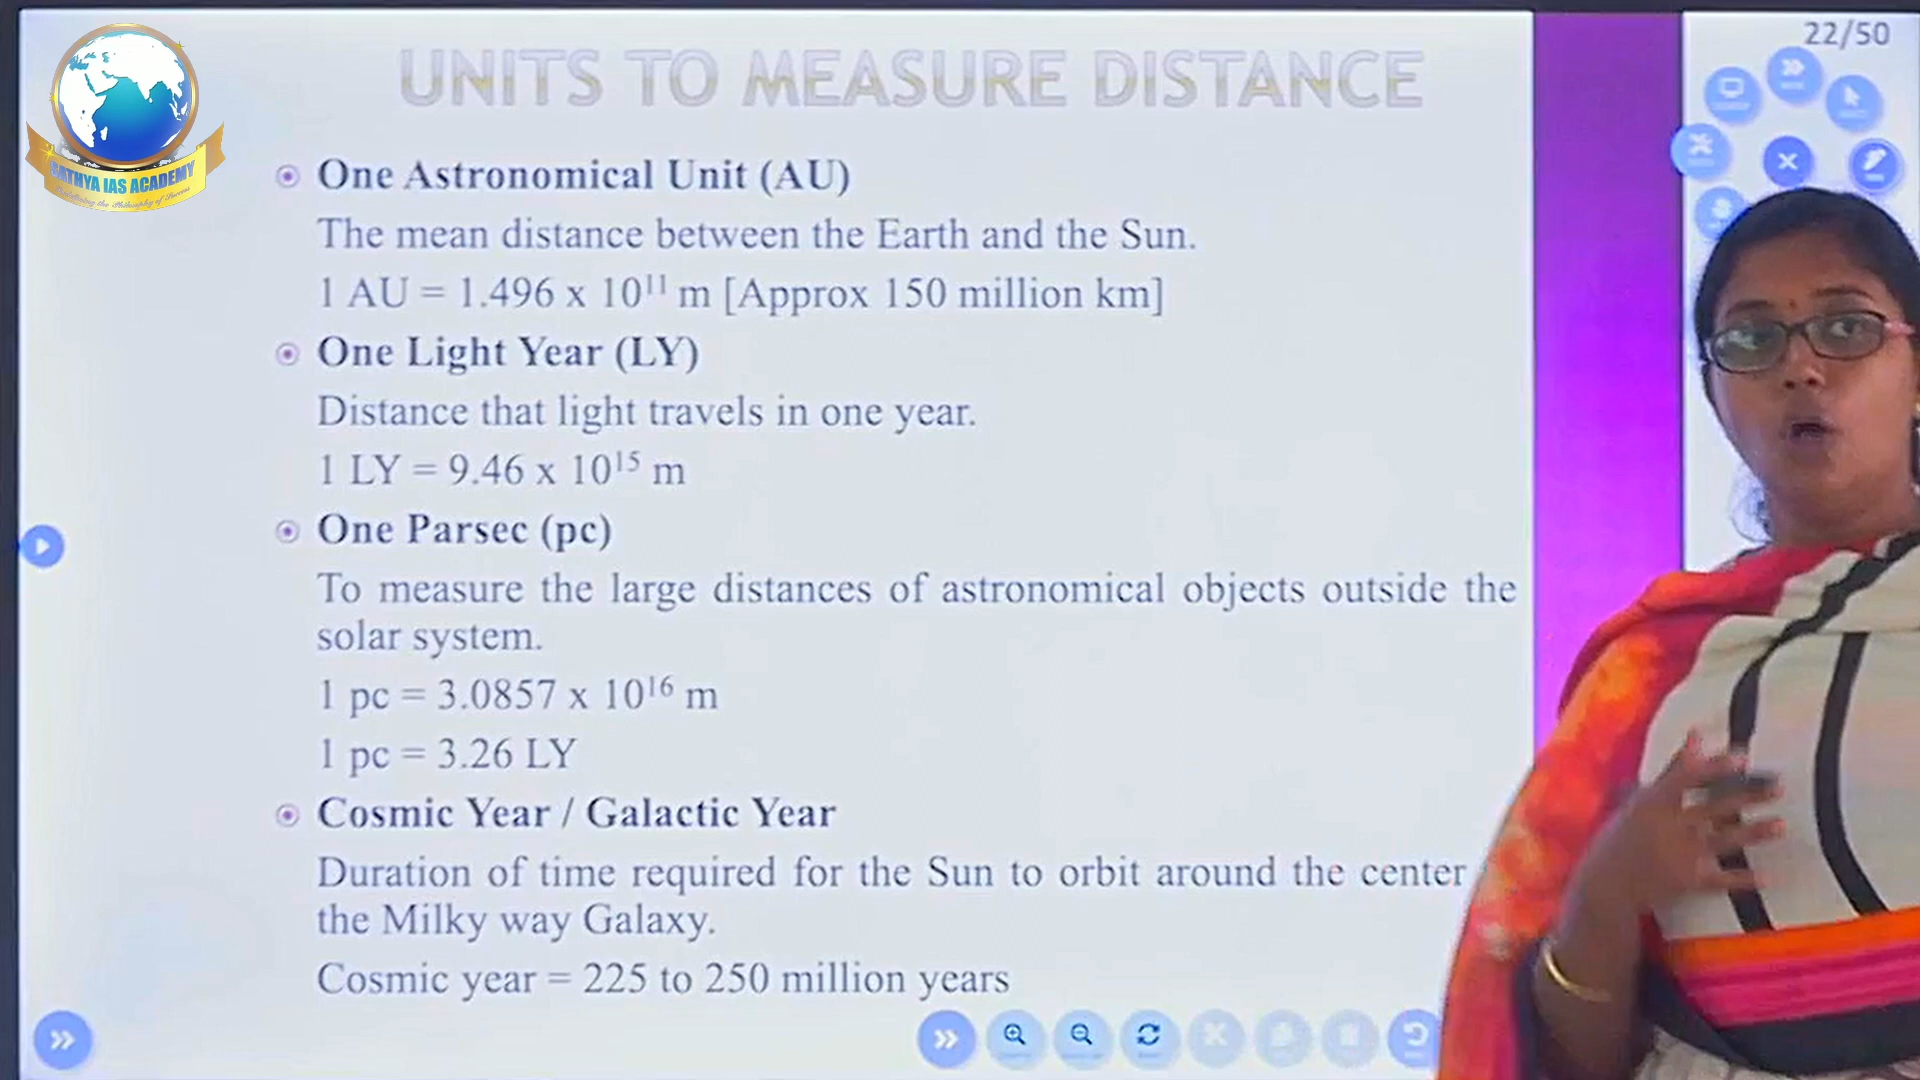 22/50
SATHYA IAS ACADEMY
UNITS TO MEASURE DISTANCE
One Astronomical Unit (AU)
The mean distance between the Earth and the Sun.
1 AU = 1.496 x 10¹¹ m [Approx 150 million km]
One Light Year (LY)
Distance that light travels in one year.
1 LY = 9.46 x 10¹⁵ m
One Parsec (pc)
To measure the large distances of astronomical objects outside the
solar system.
1 pc = 3.0857 x 10¹⁶ m
1 pc = 3.26 LY
Cosmic Year / Galactic Year
Duration of time required for the Sun to orbit around the center
the Milky way Galaxy.
Cosmic year = 225 to 250 million years